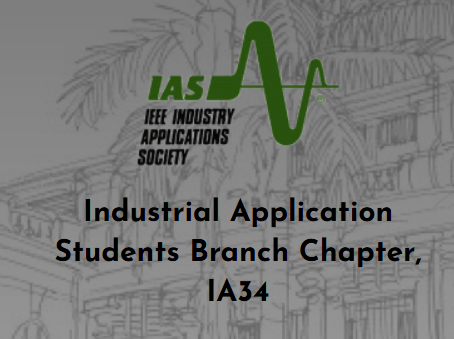 IAS
IEEE INDUSTRY
APPLICATIONS
SOCIETY
Industrial Application
Students Branch Chapter,
IA34